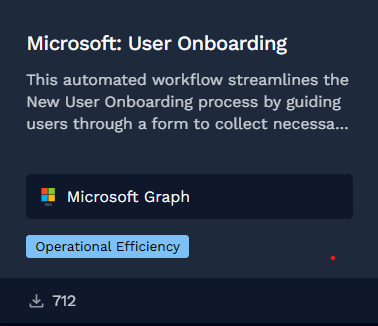 Microsoft: User Onboarding
This automated workflow streamlines the
New User Onboarding process by guiding
users through a form to collect necessa...
Microsoft Graph
Operational Efficiency
712